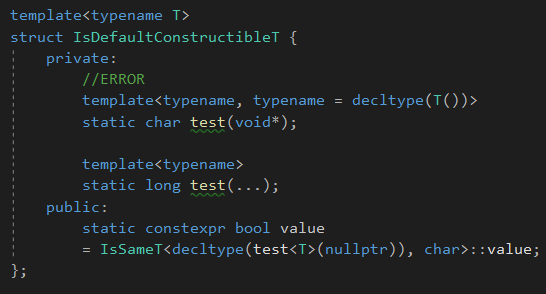 template<typename T>
struct IsDefaultConstructibleT {
    private:
        //ERROR
        template<typename, typename = decltype(T())>
        static char test(void*);

        template<typename>
        static long test(...);
    public:
        static constexpr bool value
        = IsSameT<decltype(test<T>(nullptr)), char>::value;
};